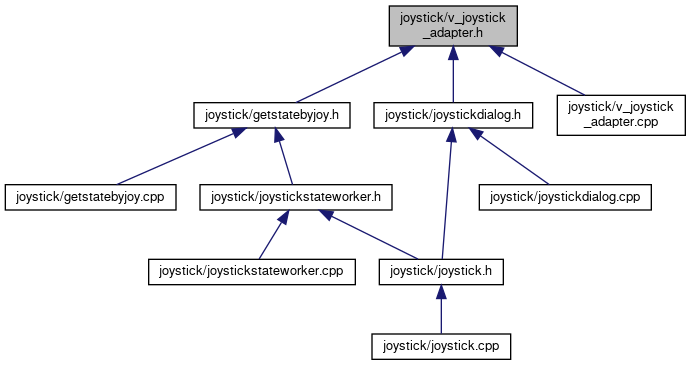 joystick/v_joystick
_adapter.h
joystick/getstatebyjoy.h
joystick/joystickdialog.h
joystick/v_joystick
_adapter.cpp
joystick/getstatebyjoy.cpp
joystick/joystickstateworker.h
joystick/joystickdialog.cpp
joystick/joystickstateworker.cpp
joystick/joystick.h
joystick/joystick.cpp